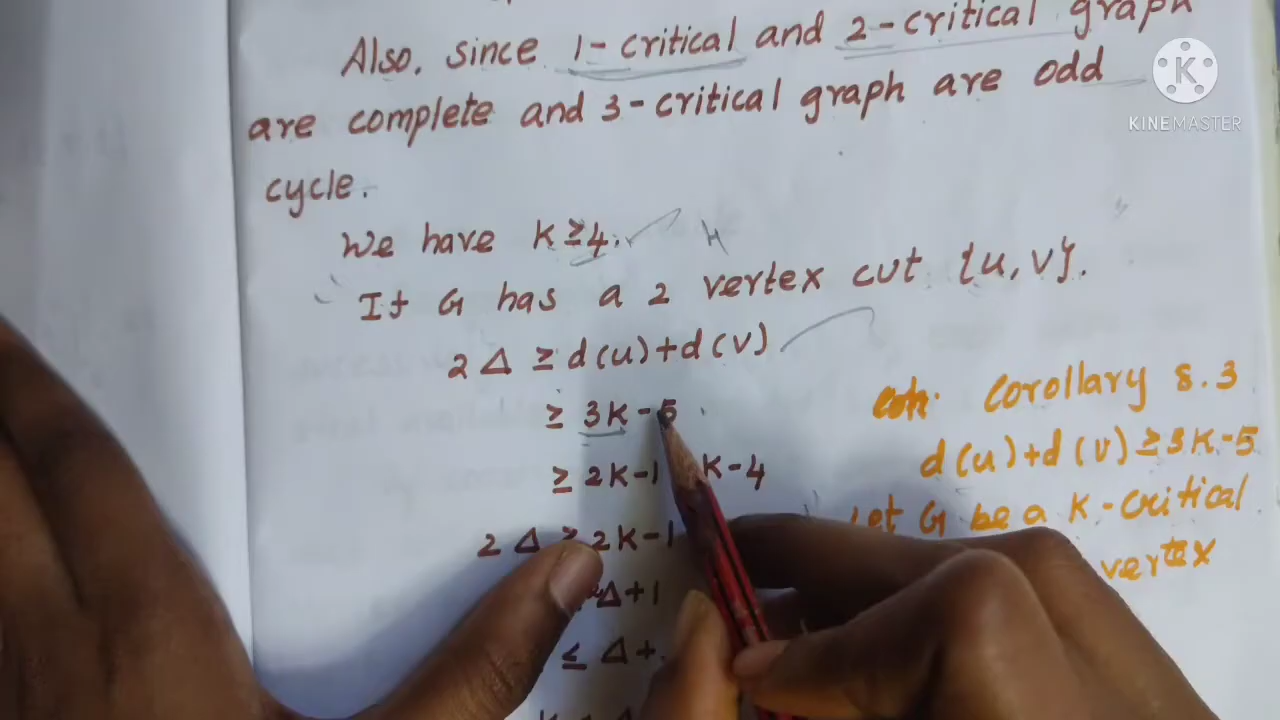 Also, since 1-critical and 2-critical graph
are complete and 3-critical graph are odd
cycle.
We have K≥4.
If G has a 2 vertex cut {u,v}.
2Δ ≥ d(u)+d(v)
≥ 3K-5
≥ 2K-1 K-4
2Δ ≥ 2K-1
Δ+1
≤ Δ+
Corollary 8.3
d(u)+d(v)≥3K-5
Let G be a K-critical
vertex
K
KINEMASTER